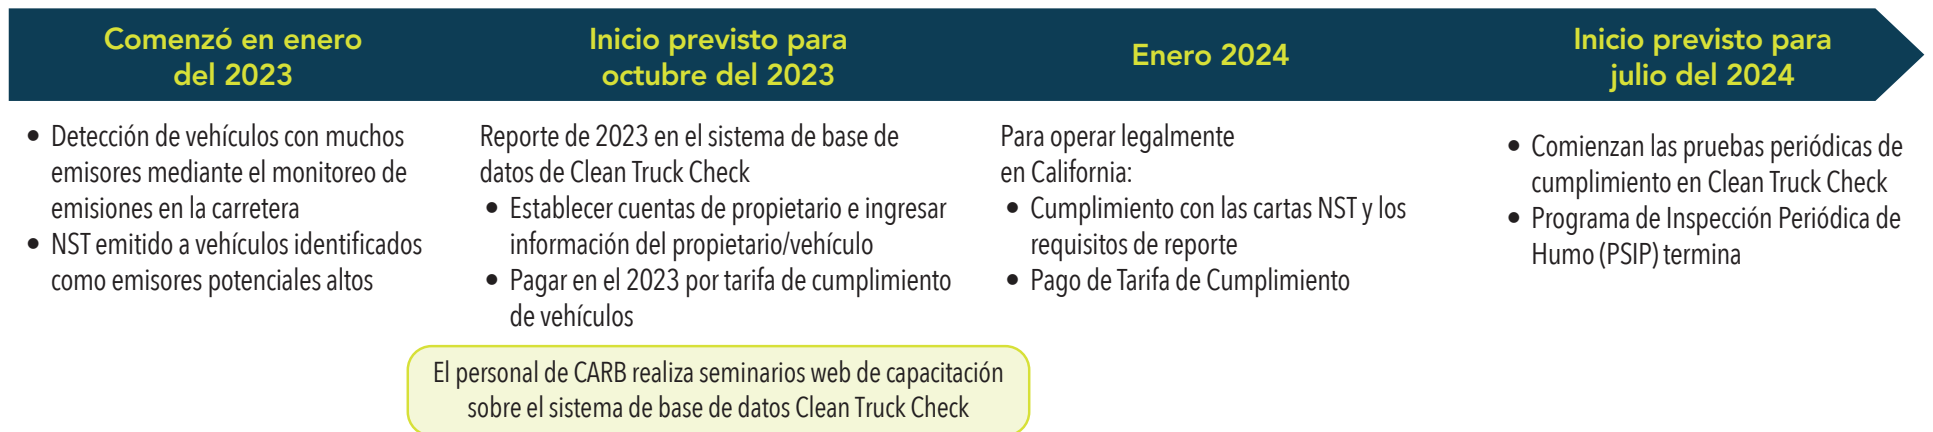 Comenzó en enero
del 2023
Inicio previsto para
octubre del 2023
Enero 2024
Inicio previsto para
julio del 2024
• Detección de vehículos con muchos
emisores mediante el monitoreo de
emisiones en la carretera
• NST emitido a vehículos identificados
como emisores potenciales altos
Reporte de 2023 en el sistema de base de
datos de Clean Truck Check
• Establecer cuentas de propietario e ingresar
información del propietario/vehículo
• Pagar en el 2023 por tarifa de cumplimiento
de vehículos
El personal de CARB realiza seminarios web de capacitación
sobre el sistema de base de datos Clean Truck Check
Para operar legalmente
en California:
• Cumplimiento con las cartas NST y los
requisitos de reporte
• Pago de Tarifa de Cumplimiento
• Comienzan las pruebas periódicas de
cumplimiento en Clean Truck Check
• Programa de Inspección Periódica de
Humo (PSIP) termina